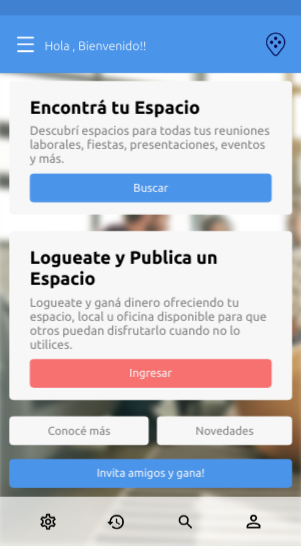 Hola , Bienvenido!!
Encontrá tu Espacio
Descubrí espacios para todas tus reuniones
laborales, fiestas, presentaciones, eventos
y más.
Buscar
Logueate y Publica un
Espacio
Logueate y ganá dinero ofreciendo tu
espacio, local u oficina disponible para que
otros puedan disfrutarlo cuando no lo
utilices.
Ingresar
Conocé más
Novedades
Invita amigos y gana!